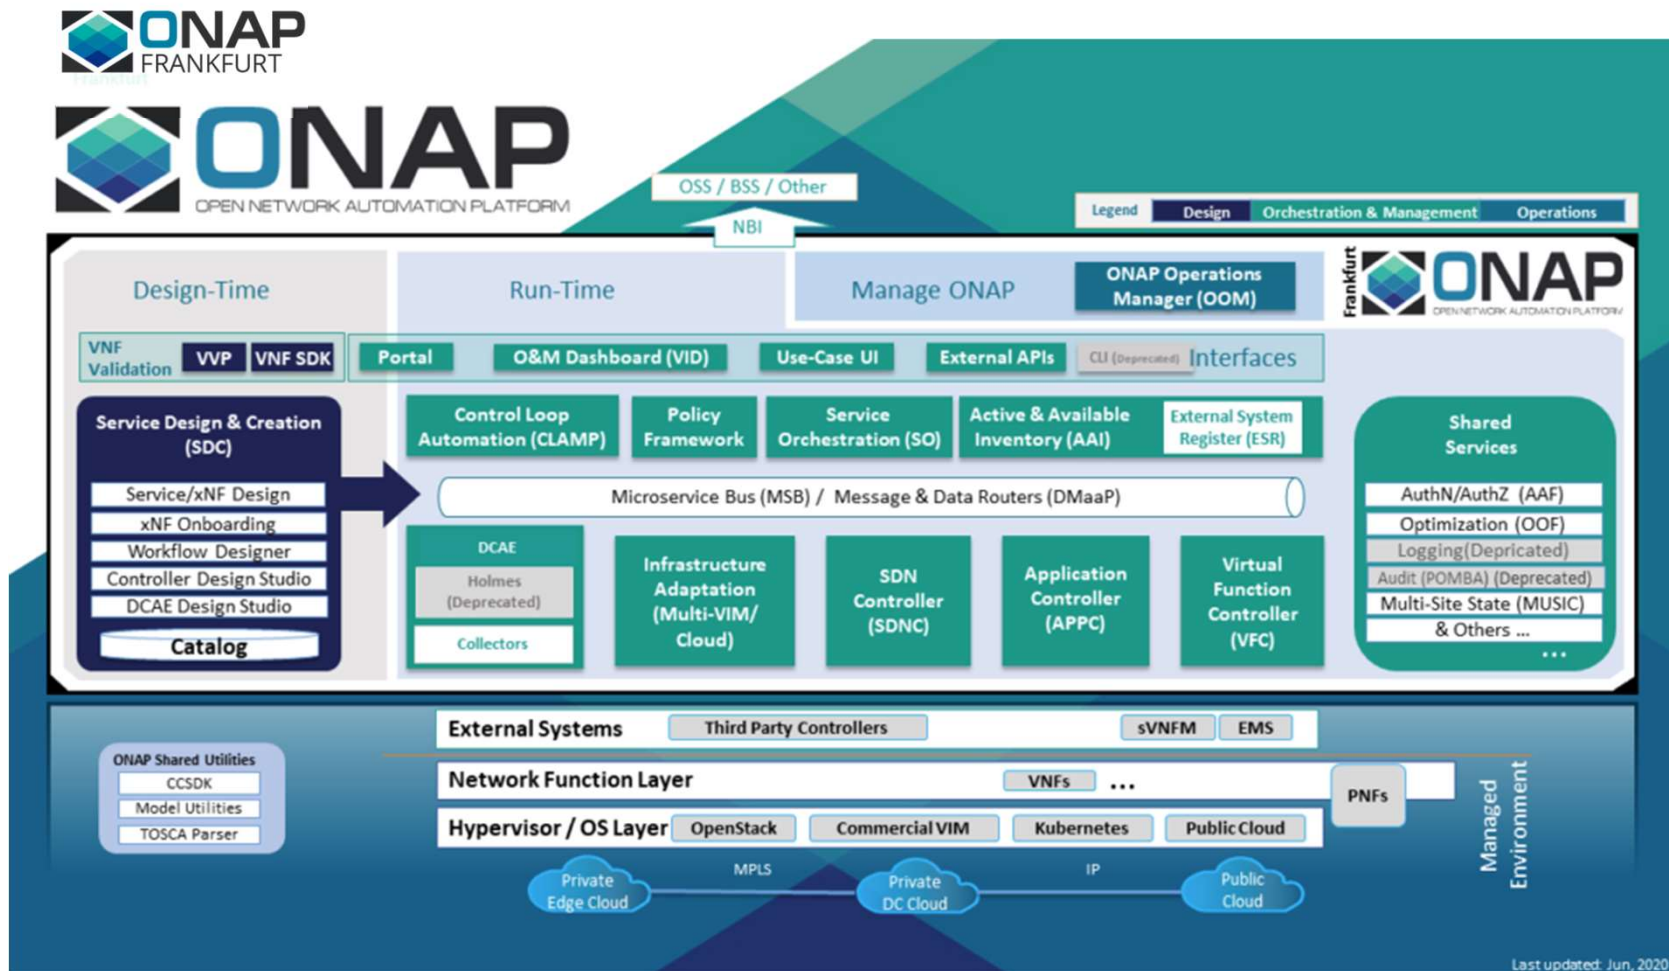 ONAP
FRANKFURT
Frankfurt
ONAP
OPEN NETWORK AUTOMATION PLATFORM
OSS / BSS / Other
NBI
Legend Design Orchestration & Management Operations
Design-Time
Run-Time
Manage ONAP
ONAP Operations
Manager (OOM)
Frankfurt
ONAP
OPEN NETWORK AUTOMATION PLATFORM
VNF
Validation
VVP
VNF SDK
Portal
O&M Dashboard (VID)
Use-Case UI
External APIs
CLI (Deprecated)
Interfaces
Service Design & Creation
(SDC)
Service/xNF Design
xNF Onboarding
Workflow Designer
Controller Design Studio
DCAE Design Studio
Catalog
Control Loop
Automation (CLAMP)
Policy
Framework
Service
Orchestration (SO)
Active & Available
Inventory (AAI)
External System
Register (ESR)
Microservice Bus (MSB) / Message & Data Routers (DMaaP)
DCAE
Holmes
(Deprecated)
Collectors
Infrastructure
Adaptation
(Multi-VIM/
Cloud)
SDN
Controller
(SDNC)
Application
Controller
(APPC)
Virtual
Function
Controller
(VFC)
Shared
Services
AuthN/AuthZ (AAF)
Optimization (OOF)
Logging(Depricated)
Audit (POMBA) (Deprecated)
Multi-Site State (MUSIC)
& Others ...
...
ONAP Shared Utilities
CCSDK
Model Utilities
TOSCA Parser
External Systems
Third Party Controllers
sVNFM
EMS
Network Function Layer
VNFs
...
PNFs
Hypervisor / OS Layer
OpenStack
Commercial VIM
Kubernetes
Public Cloud
Managed
Environment
Private
Edge Cloud
MPLS
Private
DC Cloud
IP
Public
Cloud
Last updated: Jun, 2020